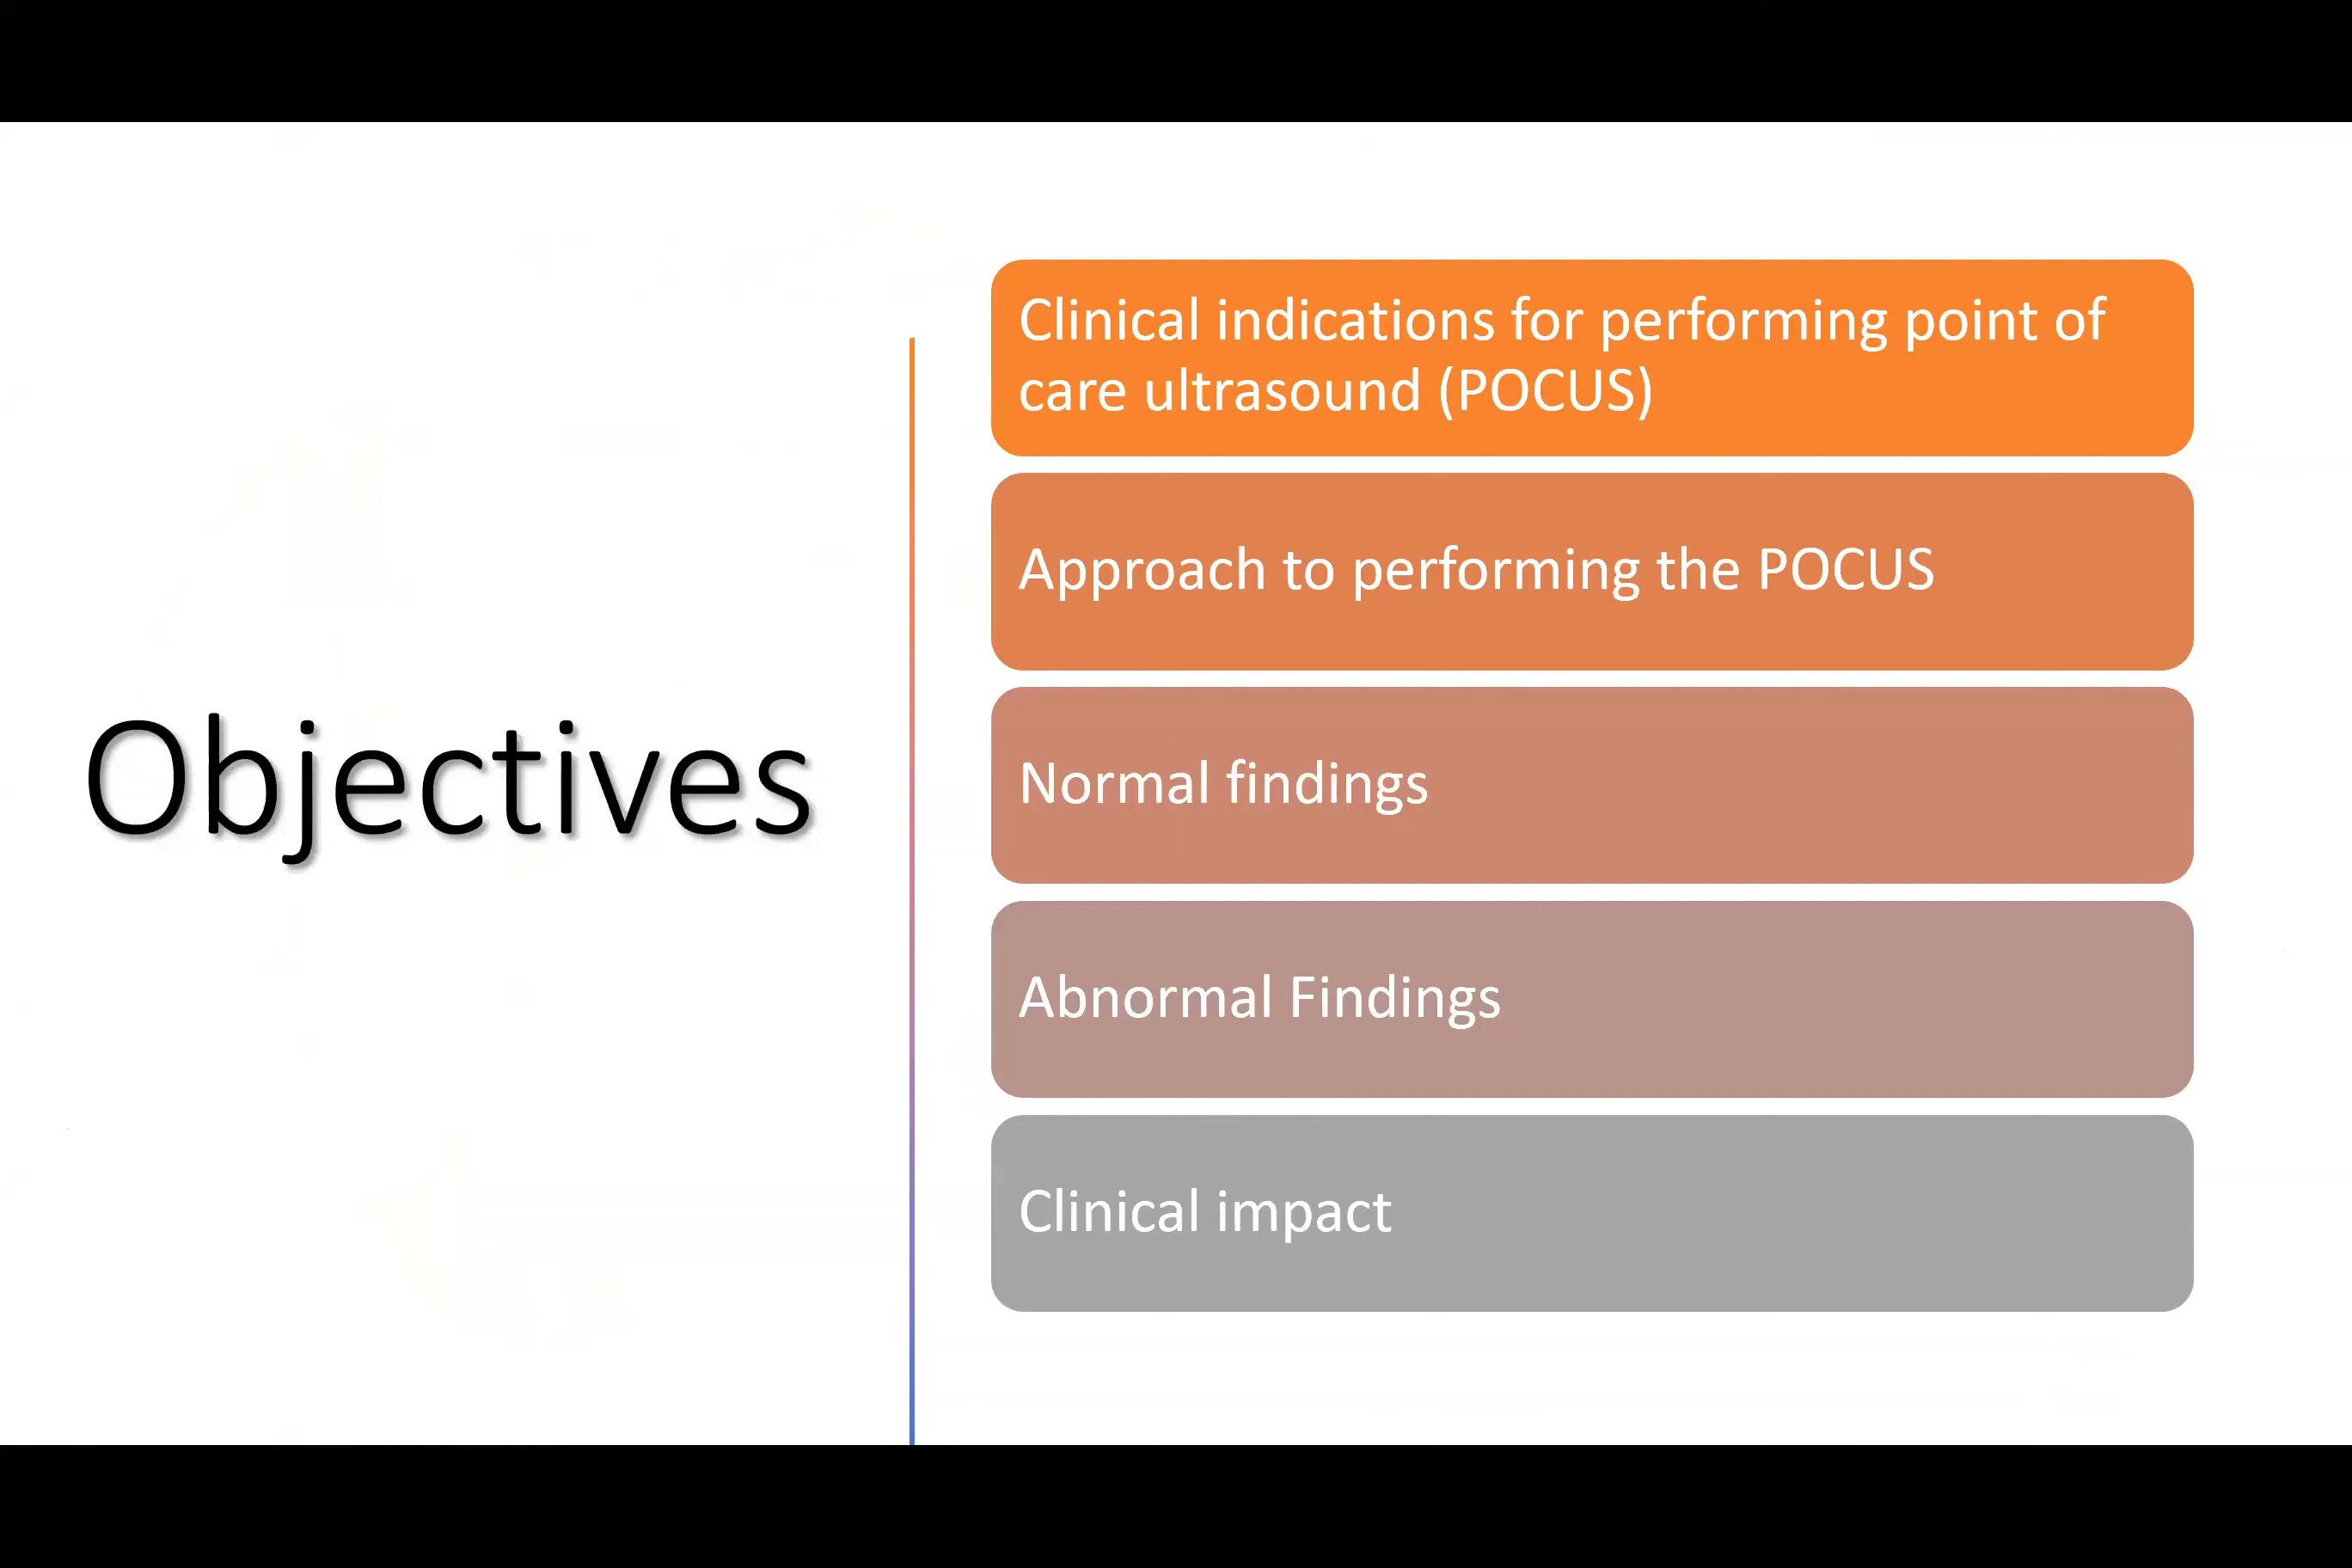 Objectives
Clinical indications for performing point of
care ultrasound (POCUS)
Approach to performing the POCUS
Normal findings
Abnormal Findings
Clinical impact